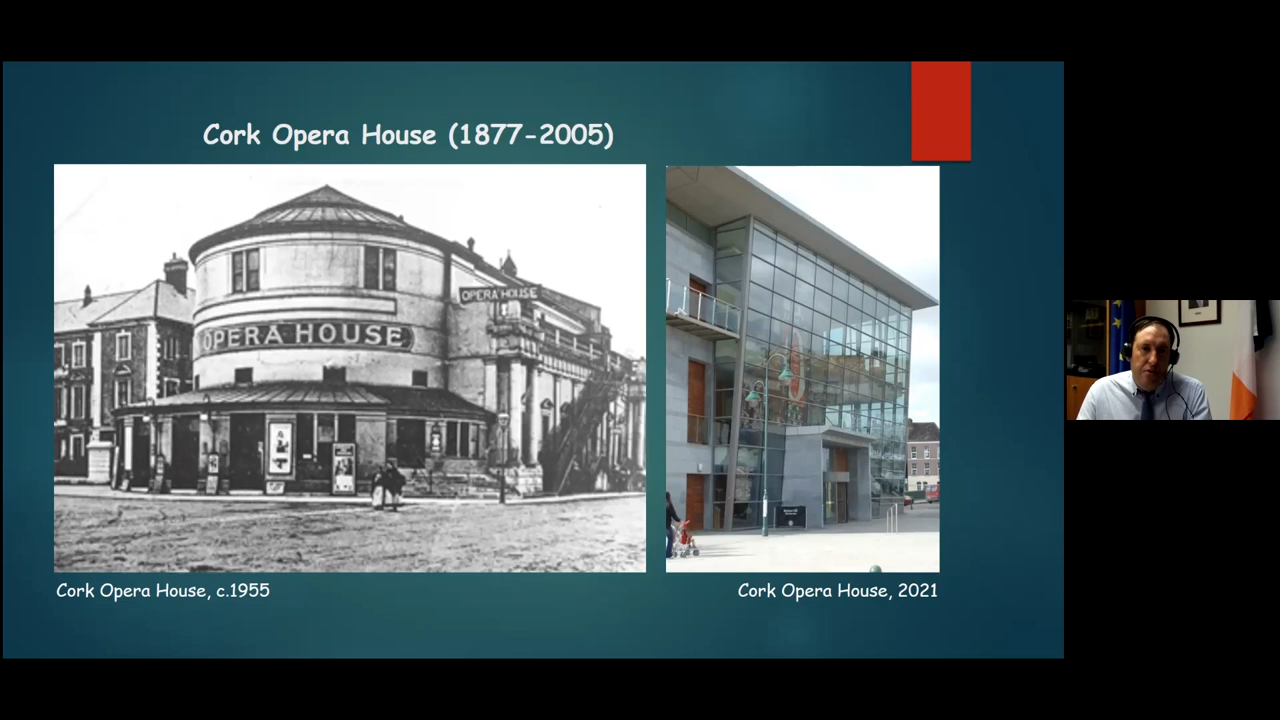 Cork Opera House (1877-2005)
OPERA HOUSE
OPERA HOUSE
Cork Opera House, c.1955
Cork Opera House, 2021